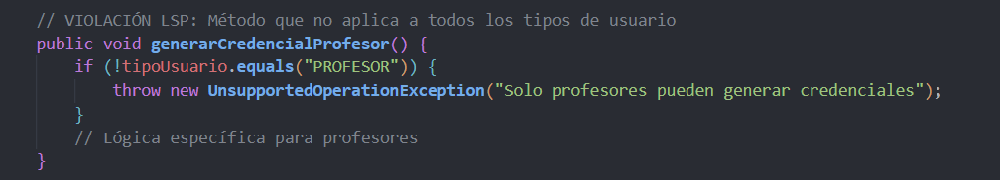 // VIOLACIÓN LSP: Método que no aplica a todos los tipos de usuario
public void generarCredencialProfesor() {
    if (!tipoUsuario.equals("PROFESOR")) {
        throw new UnsupportedOperationException("Solo profesores pueden generar credenciales");
    }
    // Lógica específica para profesores
}